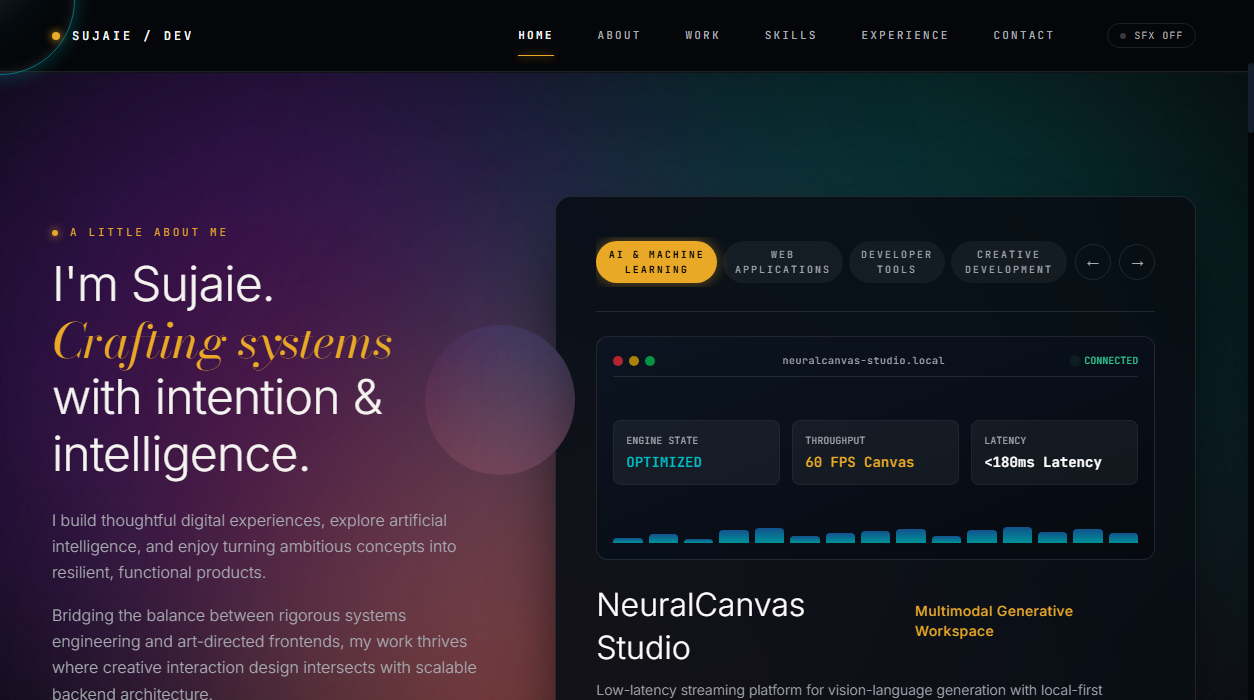 SUJAIE / DEV
HOME ABOUT WORK SKILLS EXPERIENCE CONTACT SFX OFF
A LITTLE ABOUT ME
I'm Sujaie.
Crafting systems
with intention &
intelligence.
I build thoughtful digital experiences, explore artificial
intelligence, and enjoy turning ambitious concepts into
resilient, functional products.
Bridging the balance between rigorous systems
engineering and art-directed frontends, my work thrives
where creative interaction design intersects with scalable
backend architecture.
AI & MACHINE
LEARNING
WEB
APPLICATIONS
DEVELOPER
TOOLS
CREATIVE
DEVELOPMENT
← →
neuralcanvas-studio.local
CONNECTED
ENGINE STATE
OPTIMIZED
THROUGHPUT
60 FPS Canvas
LATENCY
<180ms Latency
NeuralCanvas
Studio
Multimodal Generative
Workspace
Low-latency streaming platform for vision-language generation with local-first